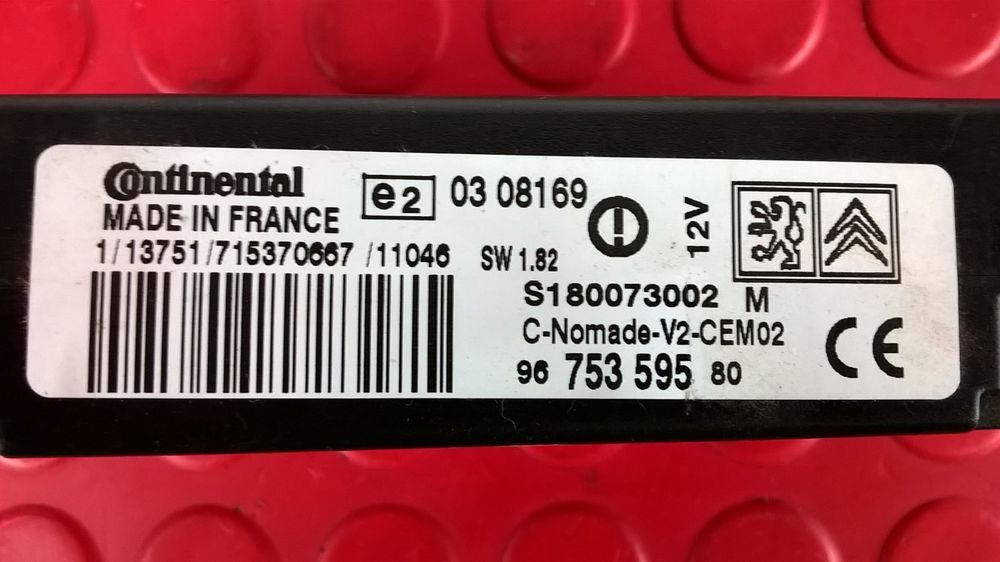 Continental
MADE IN FRANCE
e2 03 08169
1/13751/715370667 /11046 SW 1.82
12V
S180073002 M
C-Nomade-V2-CEM02
96 753 595 80
CE